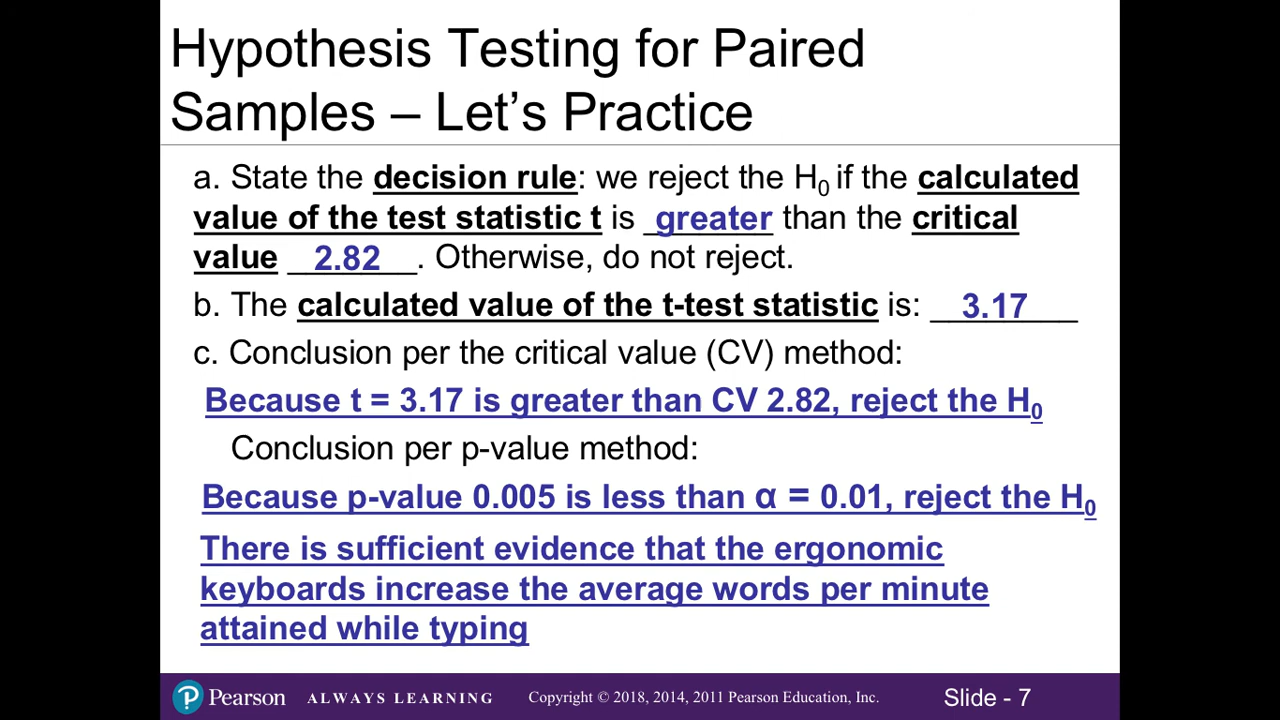 Hypothesis Testing for Paired
Samples – Let’s Practice
a. State the decision rule: we reject the H0 if the calculated
value of the test statistic t is greater than the critical
value 2.82. Otherwise, do not reject.
b. The calculated value of the t-test statistic is: 3.17
c. Conclusion per the critical value (CV) method:
Because t = 3.17 is greater than CV 2.82, reject the H0
Conclusion per p-value method:
Because p-value 0.005 is less than α = 0.01, reject the H0
There is sufficient evidence that the ergonomic
keyboards increase the average words per minute
attained while typing
P Pearson ALWAYS LEARNING Copyright © 2018, 2014, 2011 Pearson Education, Inc. Slide - 7